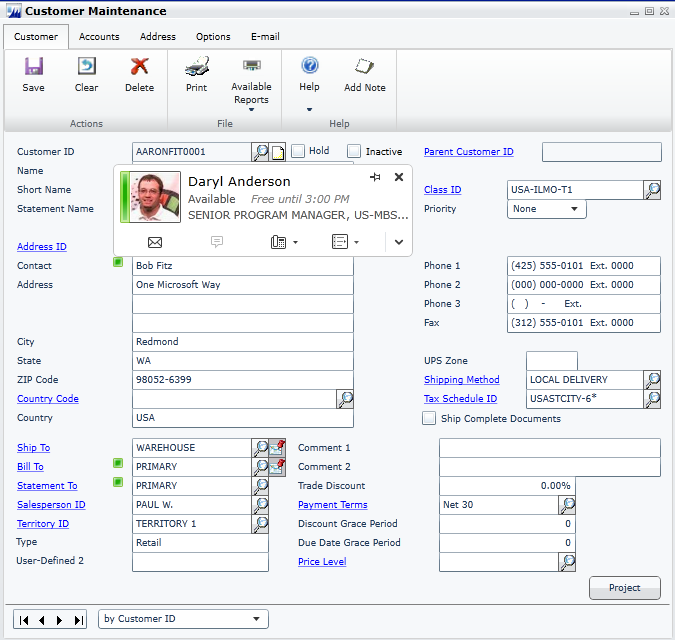 Customer Maintenance
Customer Accounts Address Options E-mail
Save Clear Delete Print Available Reports Help Add Note
Actions File Help
Customer ID AARONFIT0001 Hold Inactive Parent Customer ID
Name
Short Name Class ID USA-ILMO-T1
Statement Name Priority None
Daryl Anderson
Available Free until 3:00 PM
SENIOR PROGRAM MANAGER, US-MBS...
Address ID
Contact Bob Fitz Phone 1 (425) 555-0101 Ext. 0000
Address One Microsoft Way Phone 2 (000) 000-0000 Ext. 0000
Phone 3 ( ) - Ext.
Fax (312) 555-0101 Ext. 0000
City Redmond
State WA UPS Zone
ZIP Code 98052-6399 Shipping Method LOCAL DELIVERY
Country Code Tax Schedule ID USASTCITY-6*
Country USA Ship Complete Documents
Ship To WAREHOUSE Comment 1
Bill To PRIMARY Comment 2
Statement To PRIMARY Trade Discount 0.00%
Salesperson ID PAUL W. Payment Terms Net 30
Territory ID TERRITORY 1 Discount Grace Period 0
Type Retail Due Date Grace Period 0
User-Defined 2 Price Level
Project
by Customer ID